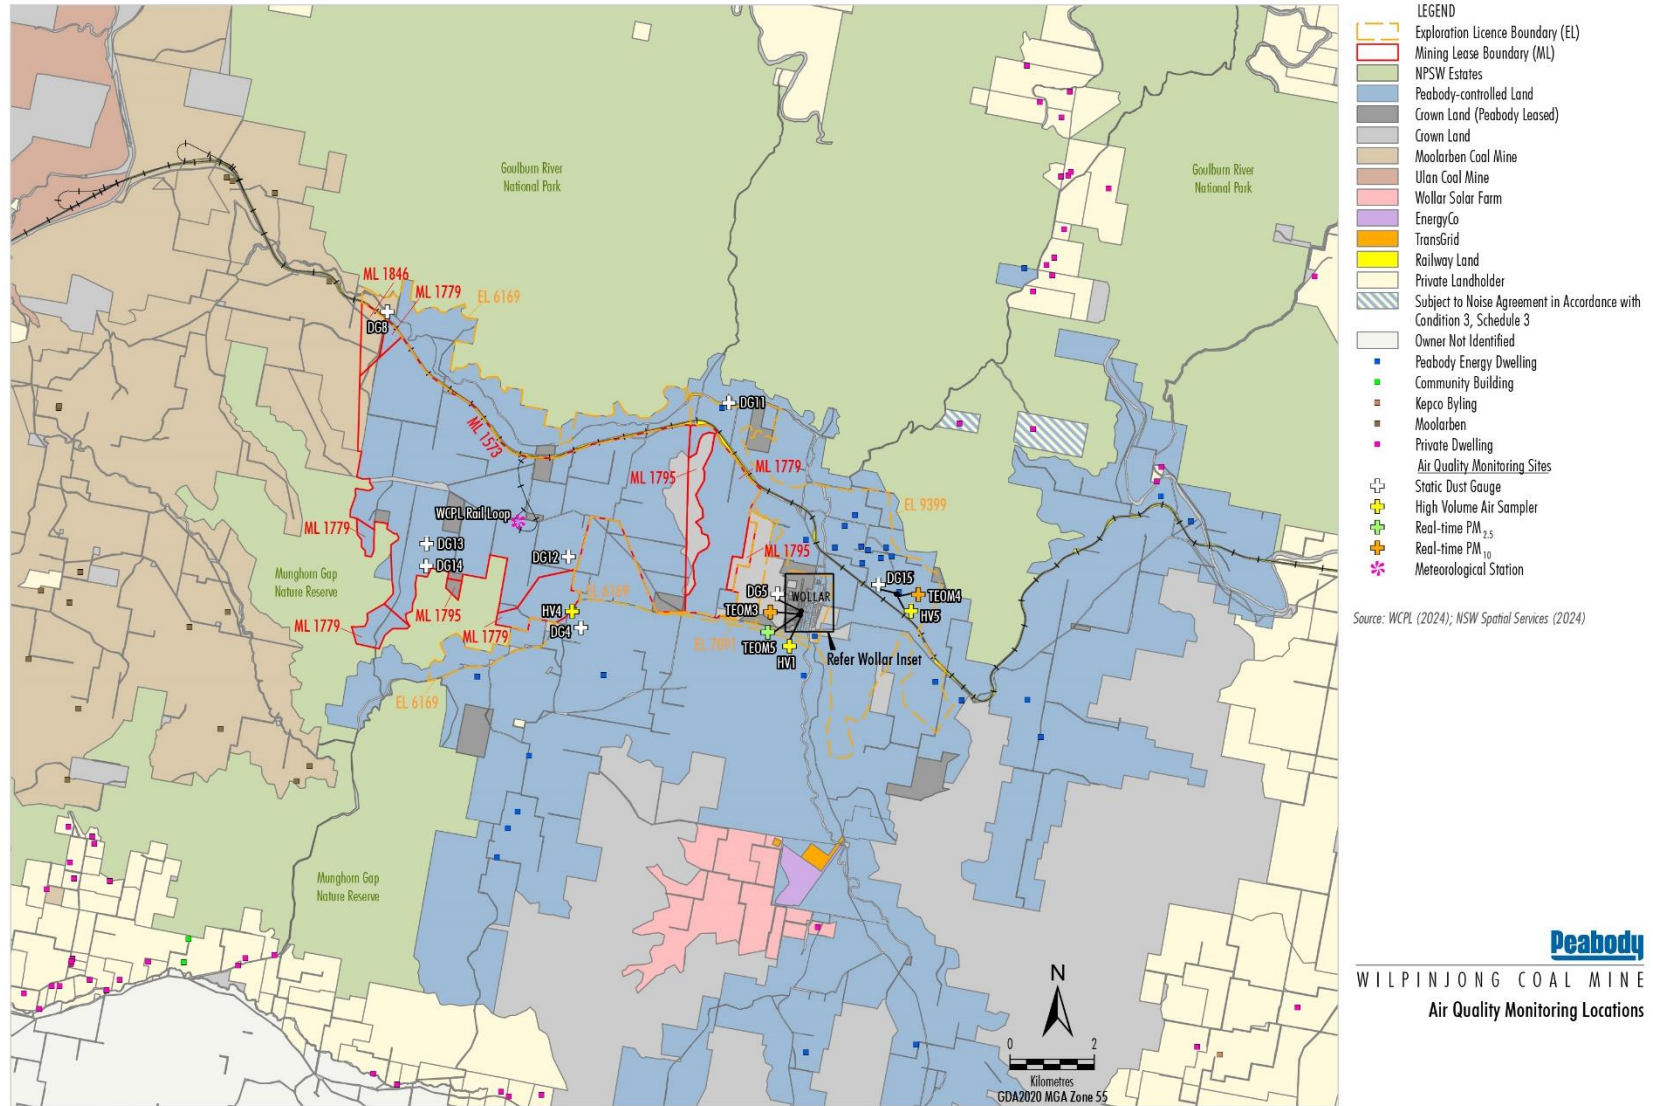 LEGEND
Exploration Licence Boundary (EL)
Mining Lease Boundary (ML)
NPSW Estates
Peabody-controlled Land
Crown Land (Peabody Leased)
Crown Land
Moolarben Coal Mine
Ulan Coal Mine
Wollar Solar Farm
EnergyCo
TransGrid
Railway Land
Private Landholder
Subject to Noise Agreement in Accordance with
Condition 3, Schedule 3
Owner Not Identified
Peabody Energy Dwelling
Community Building
Kepco Byling
Moolarben
Private Dwelling
Air Quality Monitoring Sites
Static Dust Gauge
High Volume Air Sampler
Real-time PM2.5
Real-time PM10
Meteorological Station
Source: WCPL (2024); NSW Spatial Services (2024)
Peabody
WILPINJONG COAL MINE
Air Quality Monitoring Locations
Goulburn River
National Park
Goulburn River
National Park
ML 1846
ML 1779
EL 6169
DG8
DG11
ML 1573
ML 1795
ML 1779
EL 9399
WCPL Rail Loop
ML 1779
DG13
DG12
ML 1795
DG14
Munghorn Gap
Nature Reserve
DG15
DG5
WOLLAR
EL 6169
TEOM4
ML 1795
HV4
TEOM3
HV5
ML 1779
ML 1779
DG4
EL 7091
TEOM5
HV1
Refer Wollar Inset
EL 6169
Munghorn Gap
Nature Reserve
N
0 2
Kilometres
GDA2020 MGA Zone 55